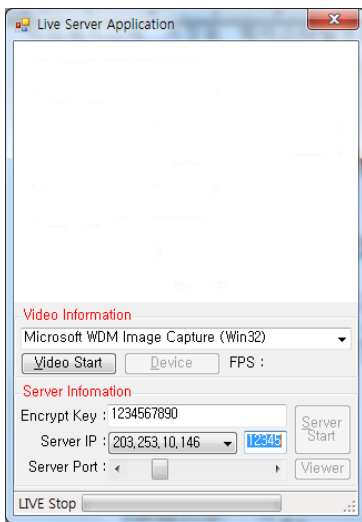 Live Server Application
Video Information
Microsoft WDM Image Capture (Win32)
Video Start Device FPS :
Server Infomation
Encrypt Key : 1234567890
Server IP : 203,253,10,146 12345 Server Start
Server Port : Viewer
LIVE Stop